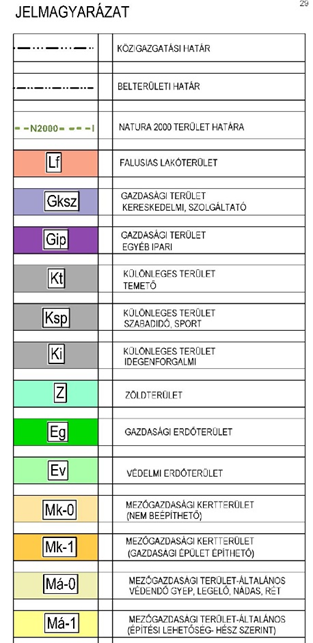 29
JELMAGYARÁZAT
KÖZIGAZGATÁSI HATÁR
BELTERÜLETI HATÁR
N2000 NATURA 2000 TERÜLET HATÁRA
Lf FALUSIAS LAKÓTERÜLET
Gksz GAZDASÁGI TERÜLET
KERESKEDELMI, SZOLGÁLTATÓ
Gip GAZDASÁGI TERÜLET
EGYÉB IPARI
Kt KÜLÖNLEGES TERÜLET
TEMETŐ
Ksp KÜLÖNLEGES TERÜLET
SZABADIDŐ, SPORT
Ki KÜLÖNLEGES TERÜLET
IDEGENFORGALMI
Z ZÖLDTERÜLET
Eg GAZDASÁGI ERDŐTERÜLET
Ev VÉDELMI ERDŐTERÜLET
Mk-0 MEZŐGAZDASÁGI KERTTERÜLET
(NEM BEÉPÍTHETŐ)
Mk-1 MEZŐGAZDASÁGI KERTTERÜLET
(GAZDASÁGI ÉPÜLET ÉPÍTHETŐ)
Má-0 MEZŐGAZDASÁGI TERÜLET-ÁLTALÁNOS
VÉDENDŐ GYEP, LEGELŐ, NÁDAS, RÉT
Má-1 MEZŐGAZDASÁGI TERÜLET-ÁLTALÁNOS
(ÉPÍTÉSI LEHETŐSÉG- HÉSZ SZERINT)